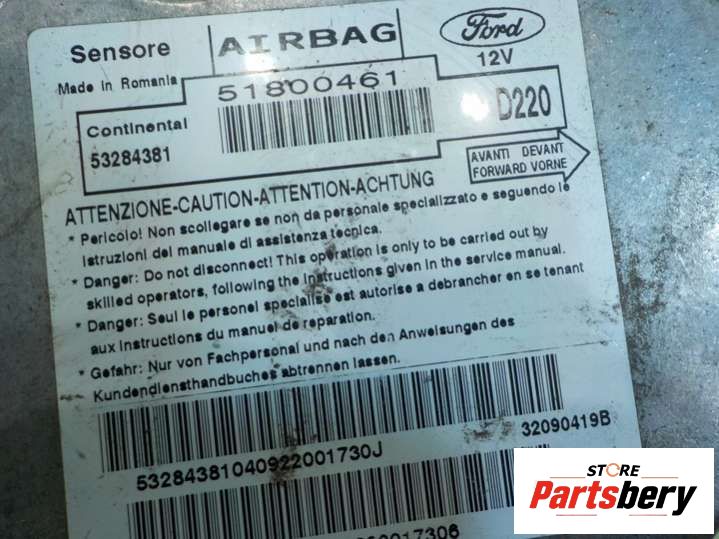 Sensore
AIRBAG
Ford
12V
Made in Romania
51800461
Continental
53284381
D220
AVANTI DEVANT
FORWARD VORNE
ATTENZIONE-CAUTION-ATTENTION-ACHTUNG
* Pericolo! Non scollegare se non da personale specializzato e seguendo le
istruzioni del manuale di assistenza tecnica.
* Danger: Do not disconnect! This operation is only to be carried out by
skilled operators, following the instructions given in the service manual.
* Danger: Seul le personel specialise est autorise a debrancher en se tenant
aux instructions du manuel de reparation.
* Gefahr: Nur von Fachpersonal und nach den Anweisungen des
Kundendiensthandbuches abtrennen lassen.
53284381040922001730J
32090419B
STORE
Partsbery